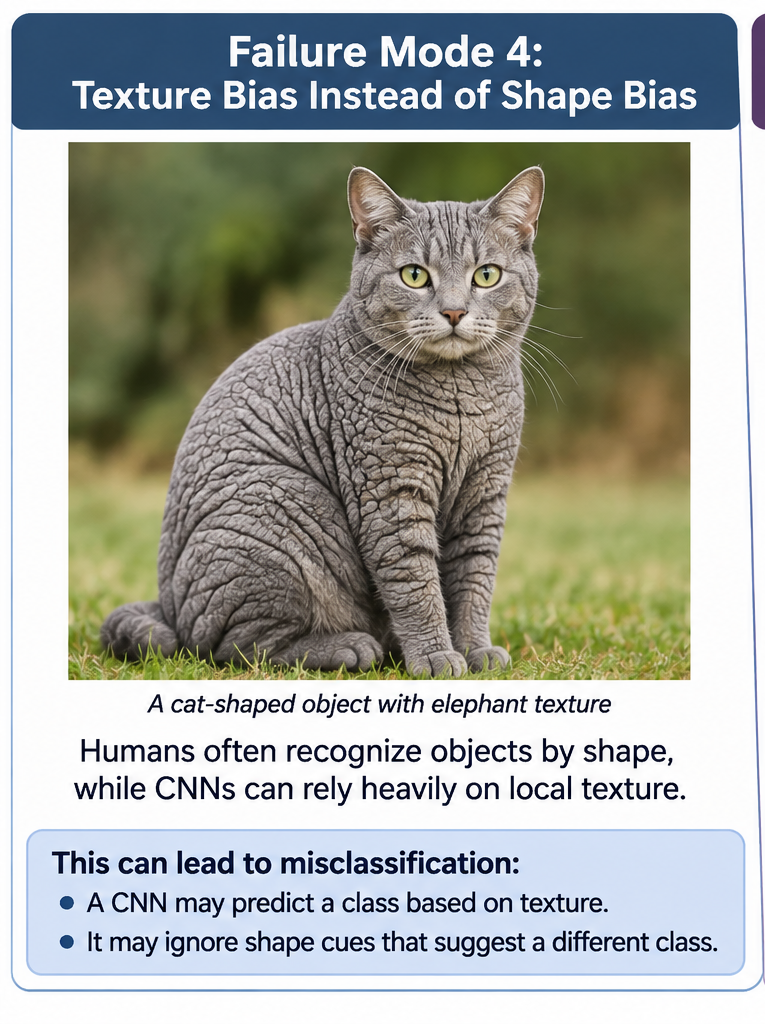 Failure Mode 4:
Texture Bias Instead of Shape Bias
A cat-shaped object with elephant texture
Humans often recognize objects by shape,
while CNNs can rely heavily on local texture.
This can lead to misclassification:
• A CNN may predict a class based on texture.
• It may ignore shape cues that suggest a different class.